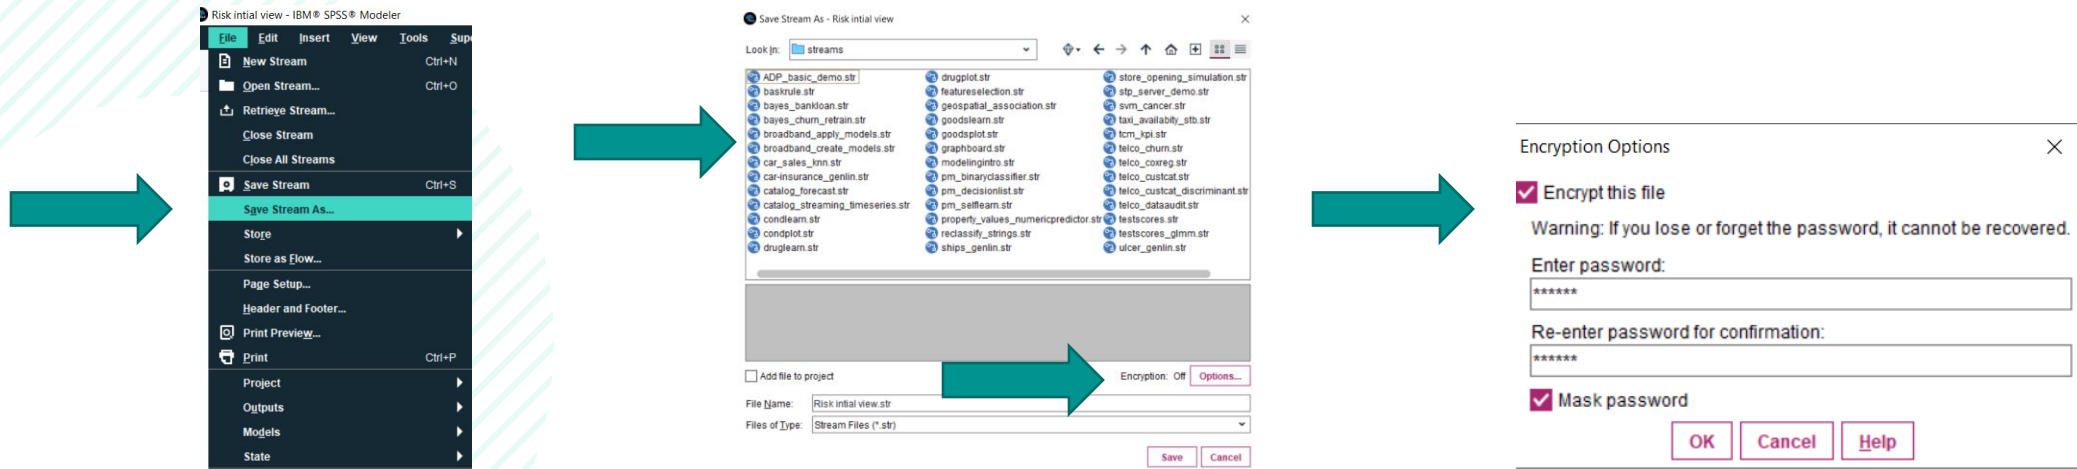 Risk intial view - IBM® SPSS® Modeler
File Edit Insert View Tools Supe
New Stream Ctrl+N
Open Stream... Ctrl+O
Retrieve Stream...
Close Stream
Close All Streams
Save Stream Ctrl+S
Save Stream As...
Store
Store as Flow...
Page Setup...
Header and Footer...
Print Preview...
Print Ctrl+P
Project
Outputs
Models
State
Save Stream As - Risk intial view
Look In: streams
ADP_basic_demo.str
baskrule.str
bayes_bankloan.str
bayes_churn_retrain.str
broadband_apply_models.str
broadband_create_models.str
car_sales_knn.str
car-insurance_genlin.str
catalog_forecast.str
catalog_streaming_timeseries.str
condlearn.str
condplot.str
druglearn.str
drugplot.str
featureselection.str
geospatial_association.str
goodslearn.str
goodsplot.str
graphboard.str
modelingintro.str
pm_binaryclassifier.str
pm_decisionlist.str
pm_selflearn.str
property_values_numericpredictor.str
reclassify_strings.str
ships_genlin.str
store_opening_simulation.str
stp_server_demo.str
svm_cancer.str
taxi_availabity_stb.str
tcm_kpi.str
telco_churn.str
telco_coxreg.str
telco_custcat.str
telco_custcat_discriminant.str
telco_dataaudit.str
testscores.str
testscores_glmm.str
ulcer_genlin.str
Add file to project
Encryption: Off Options...
File Name: Risk intial view.str
Files of Type: Stream Files (*.str)
Save Cancel
Encryption Options
Encrypt this file
Warning: If you lose or forget the password, it cannot be recovered.
Enter password:
******
Re-enter password for confirmation:
******
Mask password
OK Cancel Help